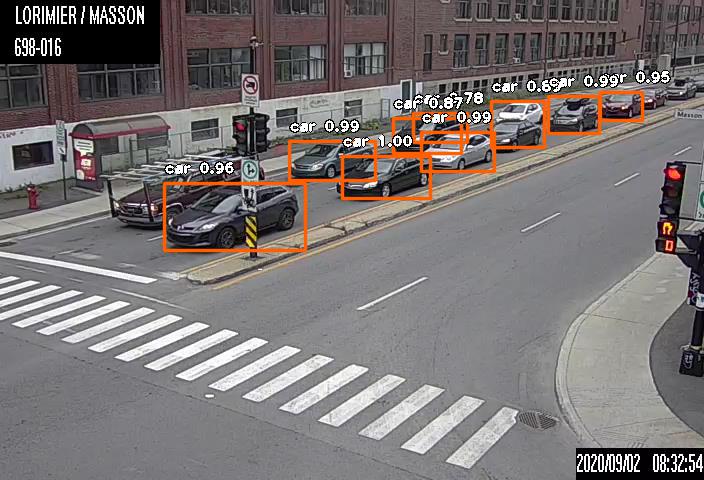 LORIMIER / MASSON
698-016
car 0.95
car 0.99
car 0.78
car 0.87
car 0.99
car 0.99
car 1.00
car 0.96
Masson
2020/09/02 08:32:54